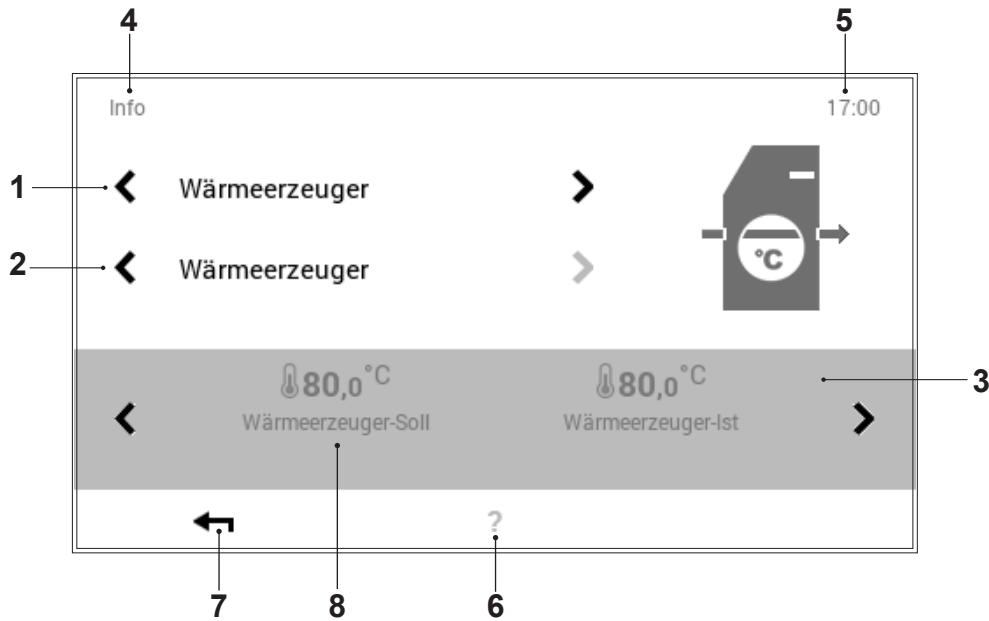 4 5
Info 17:00
1 Wärmeerzeuger
2 Wärmeerzeuger
°C
80,0°C 80,0°C 3
Wärmeerzeuger-Soll Wärmeerzeuger-Ist
?
7 8 6